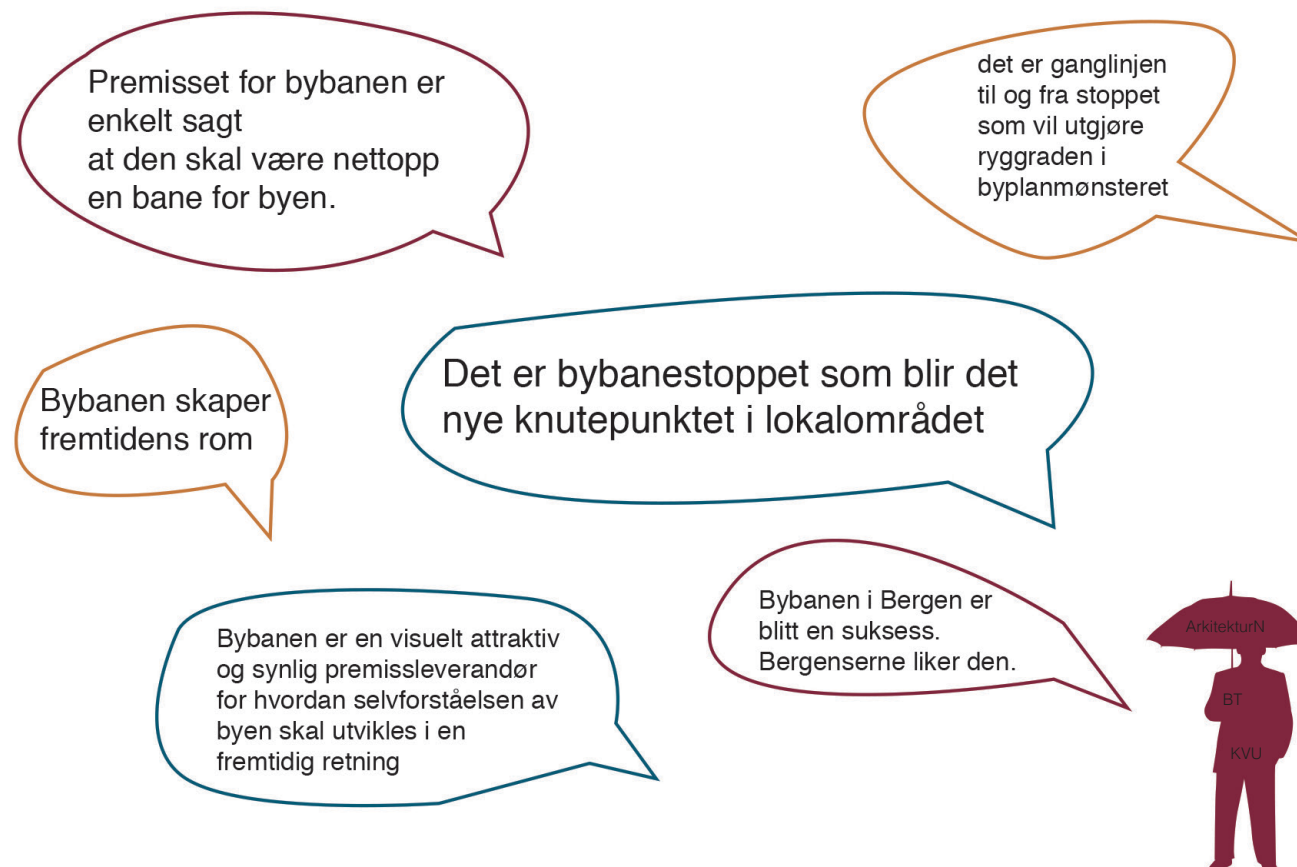 Premisset for bybanen er
enkelt sagt
at den skal være nettopp
en bane for byen.
det er ganglinjen
til og fra stoppet
som vil utgjøre
ryggraden i
byplanmønsteret
Bybanen skaper
fremtidens rom
Det er bybanestoppet som blir det
nye knutepunktet i lokalområdet
Bybanen er en visuelt attraktiv
og synlig premissleverandør
for hvordan selvforståelsen av
byen skal utvikles i en
fremtidig retning
Bybanen i Bergen er
blitt en suksess.
Bergenserne liker den.
ArkitekturN
BT
KVU